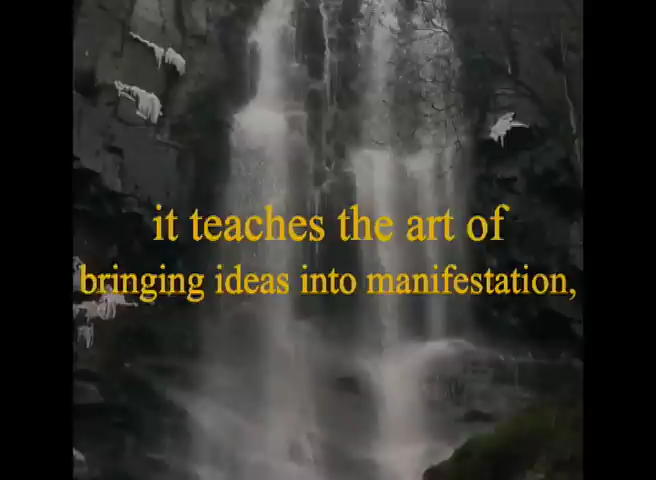 it teaches the art of
bringing ideas into manifestation,